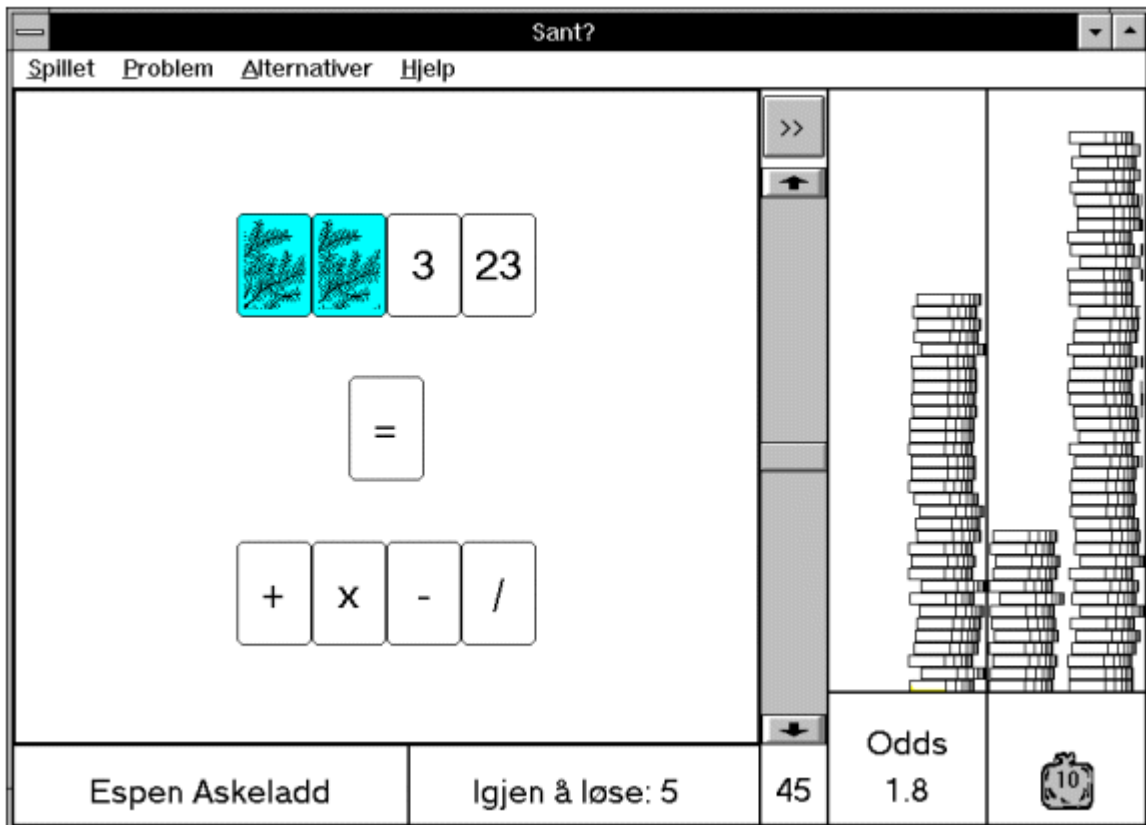 Sant?
Spillet Problem Alternativer Hjelp
>>
3 23
=
+ x - /
Espen Askeladd
Igjen å løse: 5
45
Odds
1.8
10